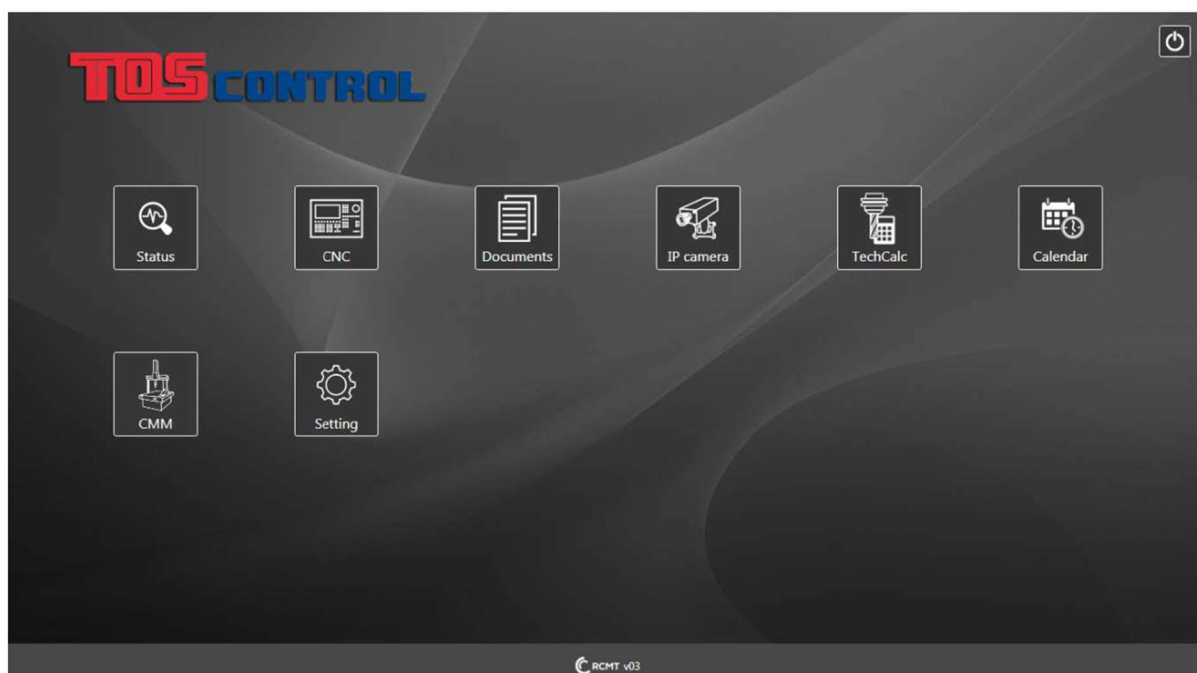 TOS CONTROL
Status CNC Documents IP camera TechCalc Calendar
CMM Setting
RCMT v03